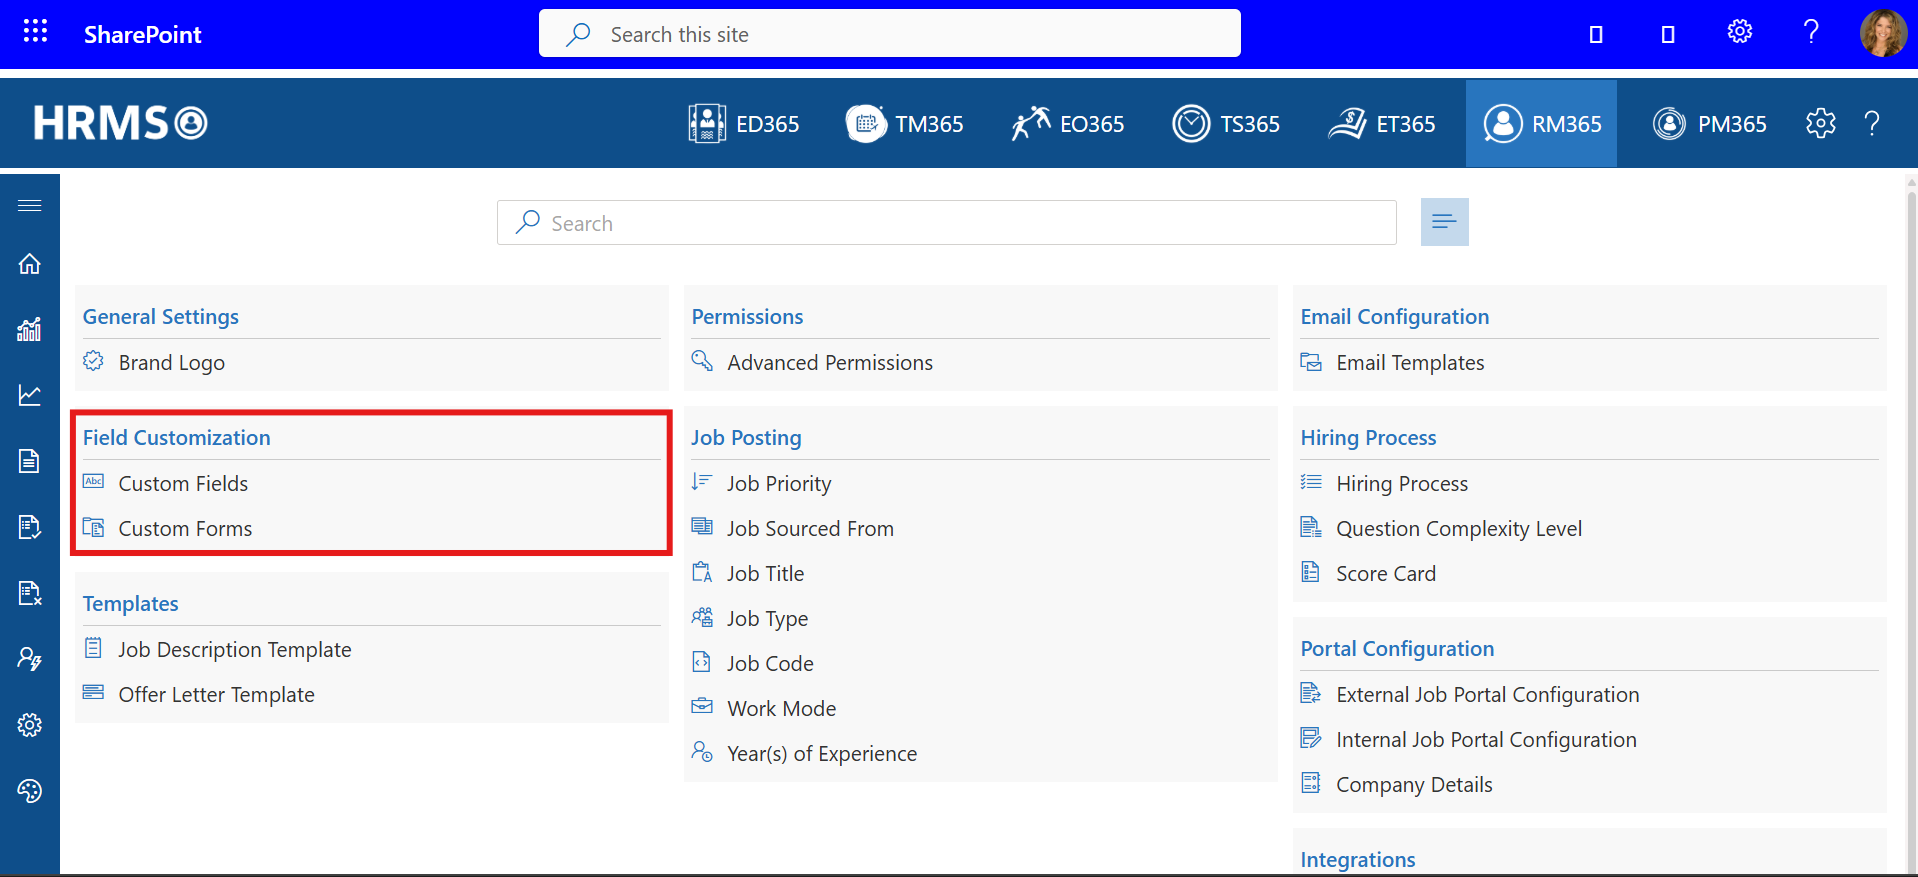 SharePoint
Search this site
?
HRMS
ED365
TM365
EO365
TS365
ET365
RM365
PM365
?
Search
General Settings
Brand Logo
Field Customization
Abc Custom Fields
Custom Forms
Templates
Job Description Template
Offer Letter Template
Permissions
Advanced Permissions
Job Posting
Job Priority
Job Sourced From
Job Title
Job Type
Job Code
Work Mode
Year(s) of Experience
Email Configuration
Email Templates
Hiring Process
Hiring Process
Question Complexity Level
Score Card
Portal Configuration
External Job Portal Configuration
Internal Job Portal Configuration
Company Details
Integrations